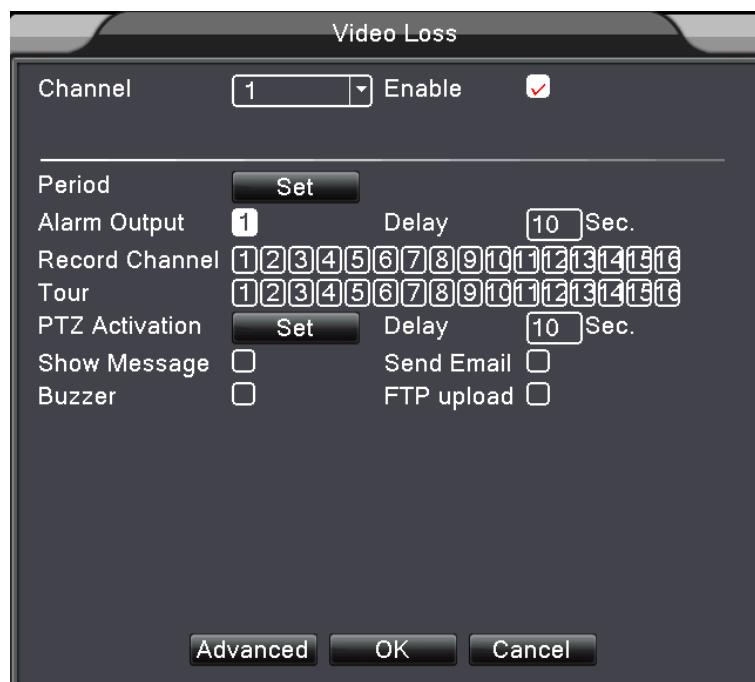 Video Loss
Channel 1 Enable
Period Set
Alarm Output 1 Delay 10 Sec.
Record Channel 1 2 3 4 5 6 7 8 9 10 11 12 13 14 15 16
Tour 1 2 3 4 5 6 7 8 9 10 11 12 13 14 15 16
PTZ Activation Set Delay 10 Sec.
Show Message Send Email
Buzzer FTP upload
Advanced OK Cancel